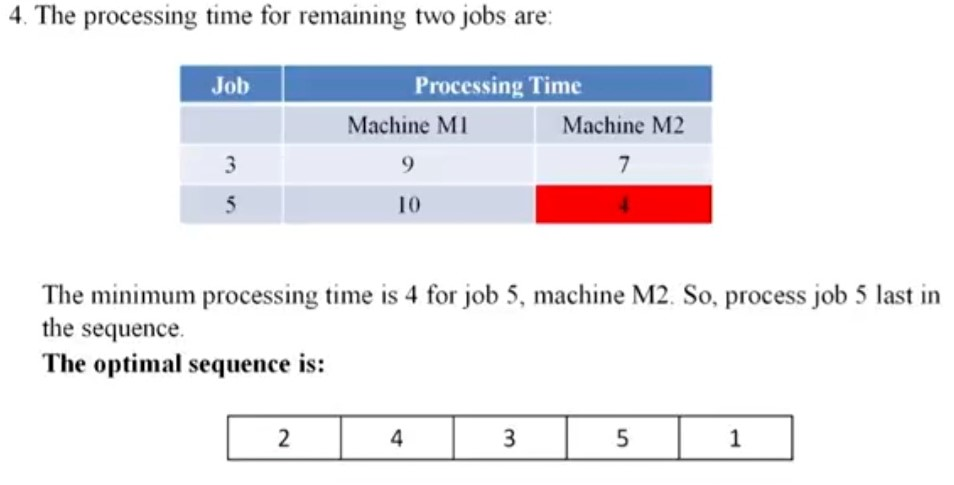 4. The processing time for remaining two jobs are:
Job Processing Time
Machine M1 Machine M2
3 9 7
5 10 4
The minimum processing time is 4 for job 5, machine M2. So, process job 5 last in
the sequence.
The optimal sequence is:
2 4 3 5 1